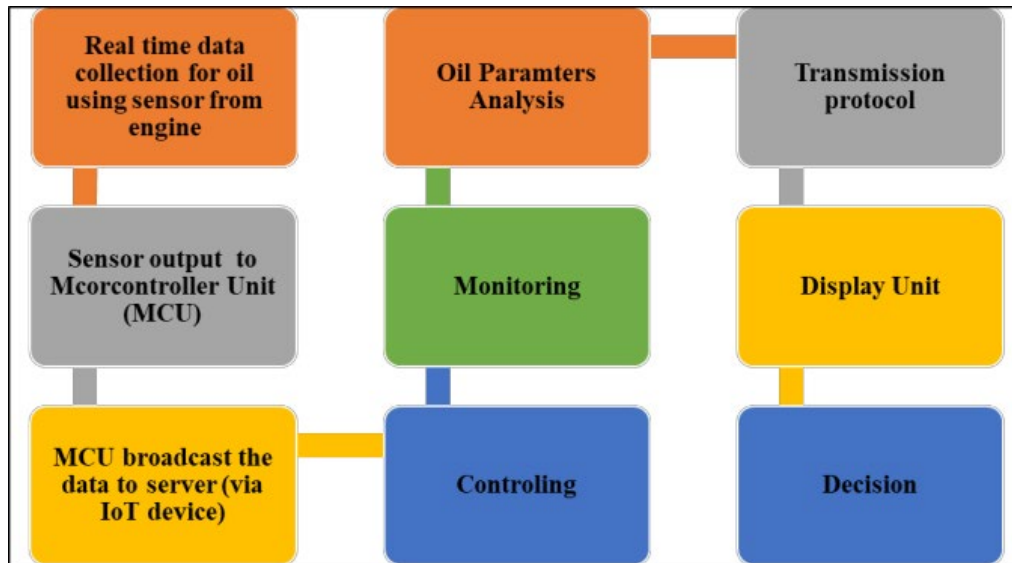 Real time data
collection for oil
using sensor from
engine
Sensor output to
Mcorcontroller Unit
(MCU)
MCU broadcast the
data to server (via
IoT device)
Controling
Monitoring
Oil Paramters
Analysis
Transmission
protocol
Display Unit
Decision